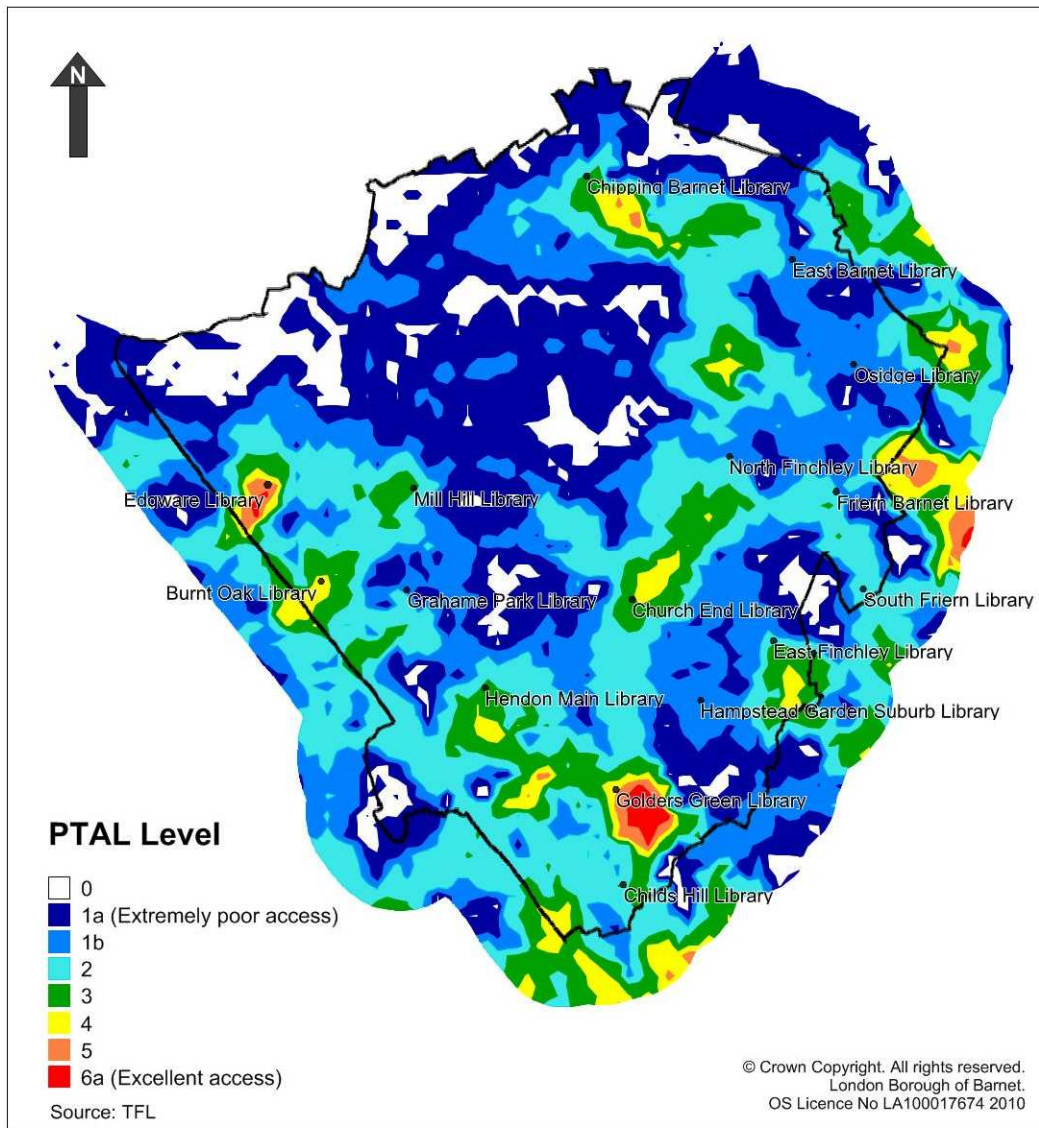 N
Chipping Barnet Library
East Barnet Library
Osidge Library
North Finchley Library
Edgware Library
Mill Hill Library
Friern Barnet Library
Burnt Oak Library
Grahame Park Library
Church End Library
South Friern Library
East Finchley Library
Hendon Main Library
Hampstead Garden Suburb Library
Golders Green Library
Childs Hill Library
PTAL Level
0
1a (Extremely poor access)
1b
2
3
4
5
6a (Excellent access)
Source: TFL
© Crown Copyright. All rights reserved.
London Borough of Barnet.
OS Licence No LA100017674 2010